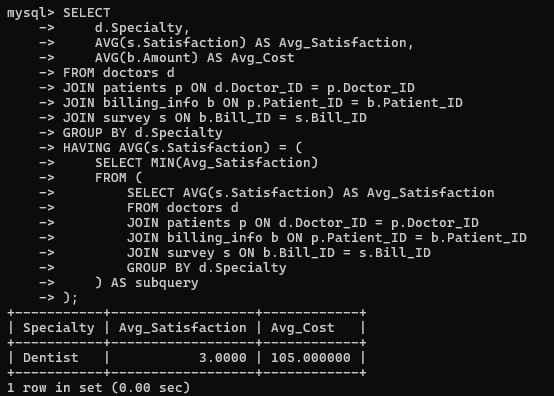 mysql> SELECT
    ->     d.Specialty,
    ->     AVG(s.Satisfaction) AS Avg_Satisfaction,
    ->     AVG(b.Amount) AS Avg_Cost
    -> FROM doctors d
    -> JOIN patients p ON d.Doctor_ID = p.Doctor_ID
    -> JOIN billing_info b ON p.Patient_ID = b.Patient_ID
    -> JOIN survey s ON b.Bill_ID = s.Bill_ID
    -> GROUP BY d.Specialty
    -> HAVING AVG(s.Satisfaction) = (
    ->     SELECT MIN(Avg_Satisfaction)
    ->     FROM (
    ->         SELECT AVG(s.Satisfaction) AS Avg_Satisfaction
    ->         FROM doctors d
    ->         JOIN patients p ON d.Doctor_ID = p.Doctor_ID
    ->         JOIN billing_info b ON p.Patient_ID = b.Patient_ID
    ->         JOIN survey s ON b.Bill_ID = s.Bill_ID
    ->         GROUP BY d.Specialty
    ->     ) AS subquery
    -> );
+-----------+------------------+------------+
| Specialty | Avg_Satisfaction | Avg_Cost   |
+-----------+------------------+------------+
| Dentist   |           3.0000 | 105.000000 |
+-----------+------------------+------------+
1 row in set (0.00 sec)